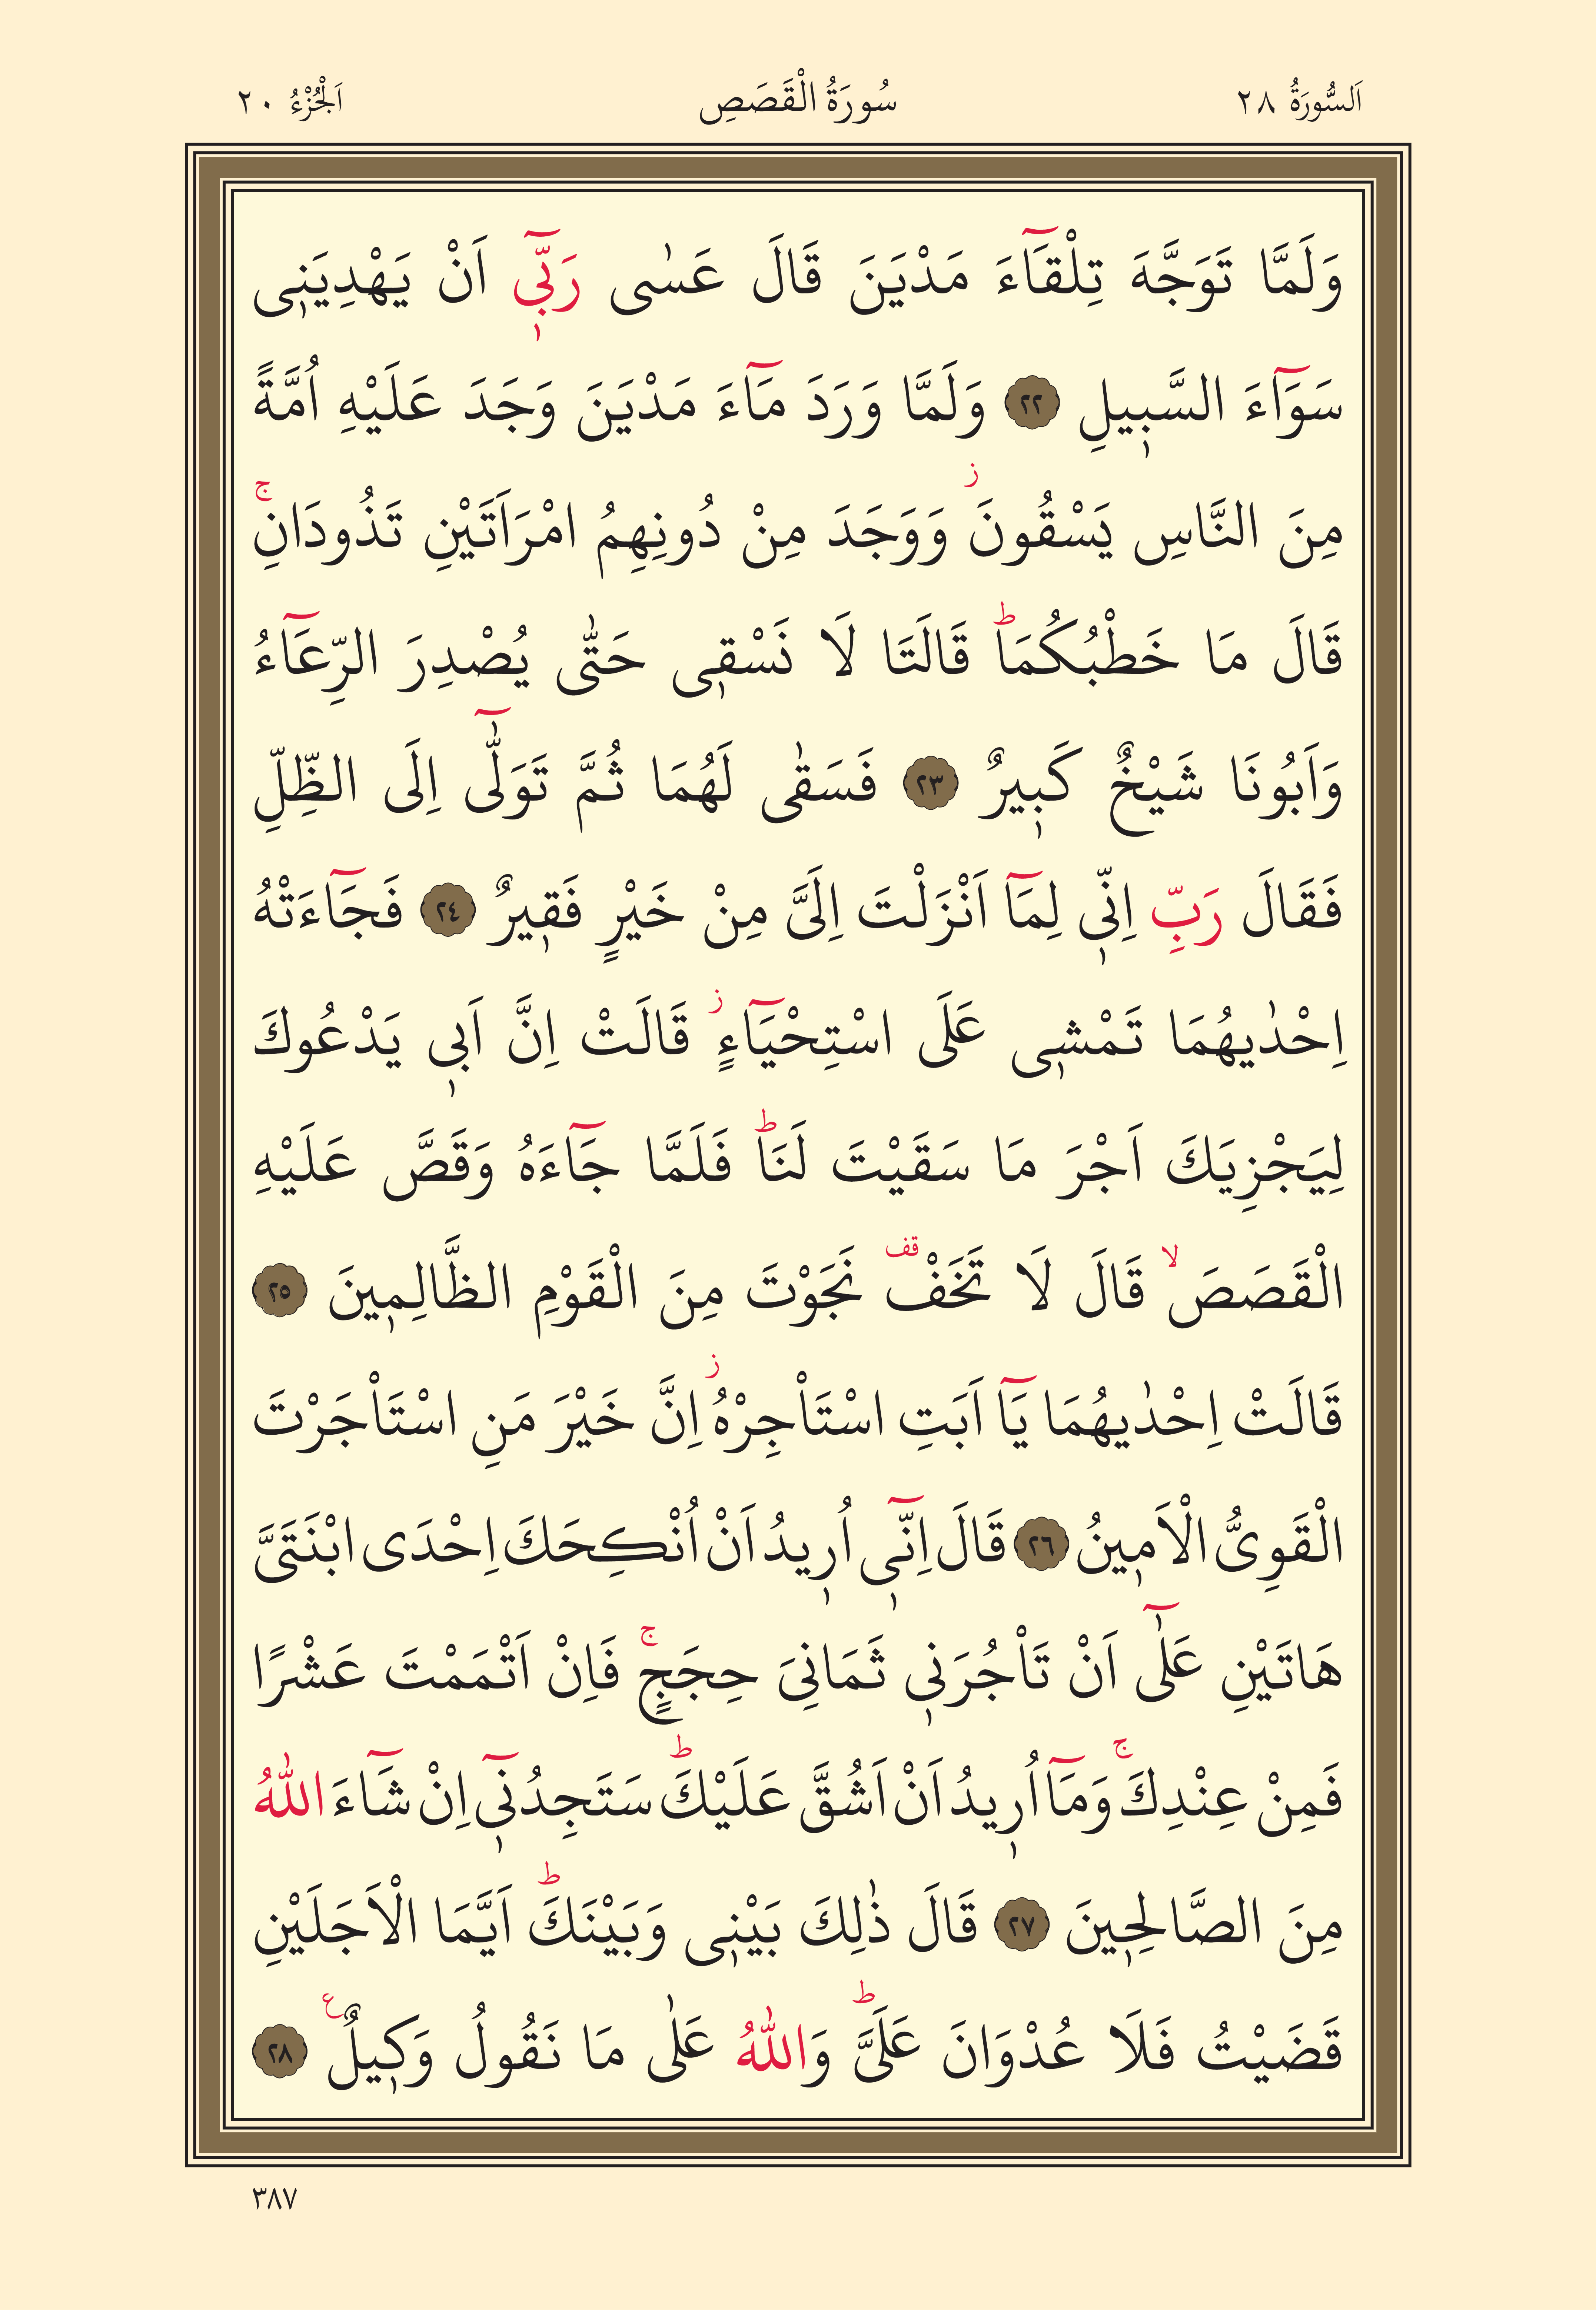 اَلسُّورَةُ ٢٨ سُورَةُ الْقَصَصِ اَلْجُزْءُ ٢٠
وَلَمَّا تَوَجَّهَ تِلْقَٓاءَ مَدْيَنَ قَالَ عَسٰى رَبّ۪ٓي اَنْ يَهْدِيَن۪ي
سَوَٓاءَ السَّب۪يلِ ٢٢ وَلَمَّا وَرَدَ مَٓاءَ مَدْيَنَ وَجَدَ عَلَيْهِ اُمَّةً
مِنَ النَّاسِ يَسْقُونَۘ وَوَجَدَ مِنْ دُونِهِمُ امْرَاَتَيْنِ تَذُودَانِۚ
قَالَ مَا خَطْبُكُمَاۜ قَالَتَا لَا نَسْق۪ي حَتّٰى يُصْدِرَ الرِّعَٓاءُ
وَاَبُونَا شَيْخٌ كَب۪يرٌ ٢٣ فَسَقٰى لَهُمَا ثُمَّ تَوَلّٰٓى اِلَى الظِّلِّ
فَقَالَ رَبِّ اِنّ۪ي لِمَٓا اَنْزَلْتَ اِلَيَّ مِنْ خَيْرٍ فَق۪يرٌ ٢٤ فَجَٓاءَتْهُ
اِحْدٰيهُمَا تَمْش۪ي عَلَى اسْتِحْيَٓاءٍۘ قَالَتْ اِنَّ اَب۪ي يَدْعُوكَ
لِيَجْزِيَكَ اَجْرَ مَا سَقَيْتَ لَنَاۜ فَلَمَّا جَٓاءَهُ وَقَصَّ عَلَيْهِ
الْقَصَصَۙ قَالَ لَا تَخَفْ۠ نَجَوْتَ مِنَ الْقَوْمِ الظَّالِم۪ينَ ٢٥
قَالَتْ اِحْدٰيهُمَا يَٓا اَبَتِ اسْتَأْجِرْهُۘ اِنَّ خَيْرَ مَنِ اسْتَأْجَرْتَ
الْقَوِيُّ الْاَم۪ينُ ٢٦ قَالَ اِنّ۪ٓي اُر۪يدُ اَنْ اُنْكِحَكَ اِحْدَى ابْنَتَيَّ
هَاتَيْنِ عَلٰٓى اَنْ تَأْجُرَن۪ي ثَمَانِيَ حِجَجٍۚ فَاِنْ اَتْمَمْتَ عَشْرًا
فَمِنْ عِنْدِكَۚ وَمَٓا اُر۪يدُ اَنْ اَشُقَّ عَلَيْكَۜ سَتَجِدُن۪ٓي اِنْ شَٓاءَ اللّٰهُ
مِنَ الصَّالِح۪ينَ ٢٧ قَالَ ذٰلِكَ بَيْن۪ي وَبَيْنَكَۜ اَيَّمَا الْاَجَلَيْنِ
قَضَيْتُ فَلَا عُدْوَانَ عَلَيَّۜ وَاللّٰهُ عَلٰى مَا نَقُولُ وَك۪يلٌ۟ ٢٨
٣٨٧